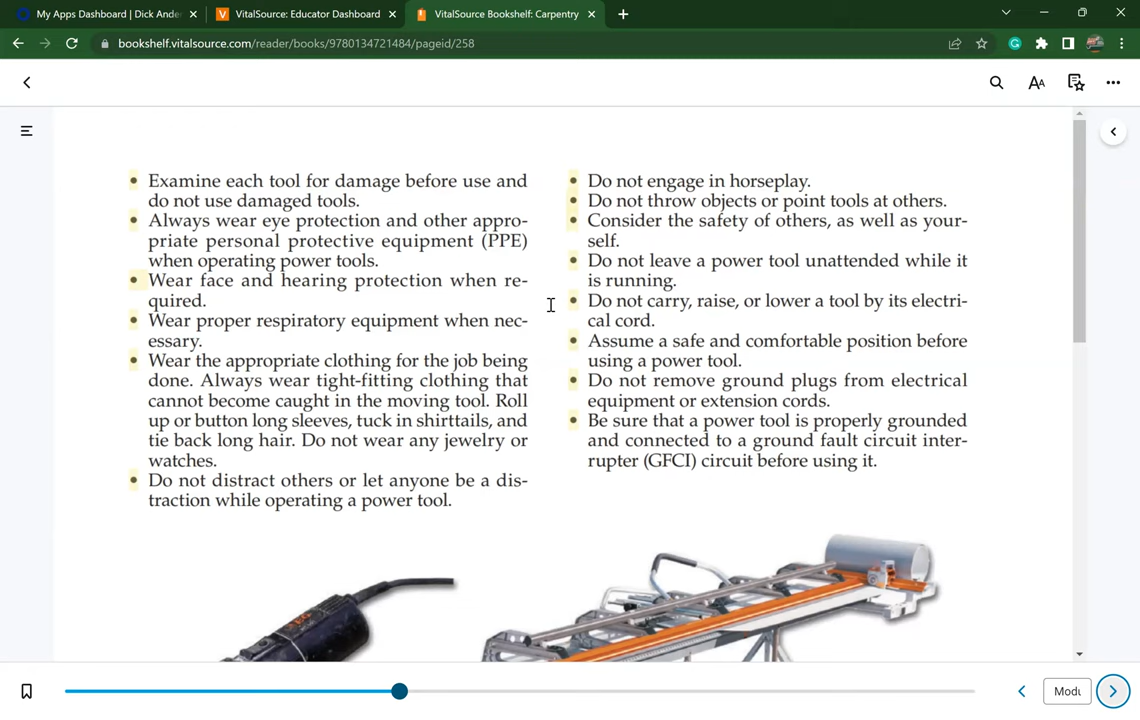 My Apps Dashboard | Dick Ander
VitalSource: Educator Dashboard
VitalSource Bookshelf: Carpentry
bookshelf.vitalsource.com/reader/books/9780134721484/pageid/258
AA
• Examine each tool for damage before use and
do not use damaged tools.
• Always wear eye protection and other appro-
priate personal protective equipment (PPE)
when operating power tools.
• Wear face and hearing protection when re-
quired.
• Wear proper respiratory equipment when nec-
essary.
• Wear the appropriate clothing for the job being
done. Always wear tight-fitting clothing that
cannot become caught in the moving tool. Roll
up or button long sleeves, tuck in shirttails, and
tie back long hair. Do not wear any jewelry or
watches.
• Do not distract others or let anyone be a dis-
traction while operating a power tool.
• Do not engage in horseplay.
• Do not throw objects or point tools at others.
• Consider the safety of others, as well as your-
self.
• Do not leave a power tool unattended while it
is running.
• Do not carry, raise, or lower a tool by its electri-
cal cord.
• Assume a safe and comfortable position before
using a power tool.
• Do not remove ground plugs from electrical
equipment or extension cords.
• Be sure that a power tool is properly grounded
and connected to a ground fault circuit inter-
rupter (GFCI) circuit before using it.
Modu